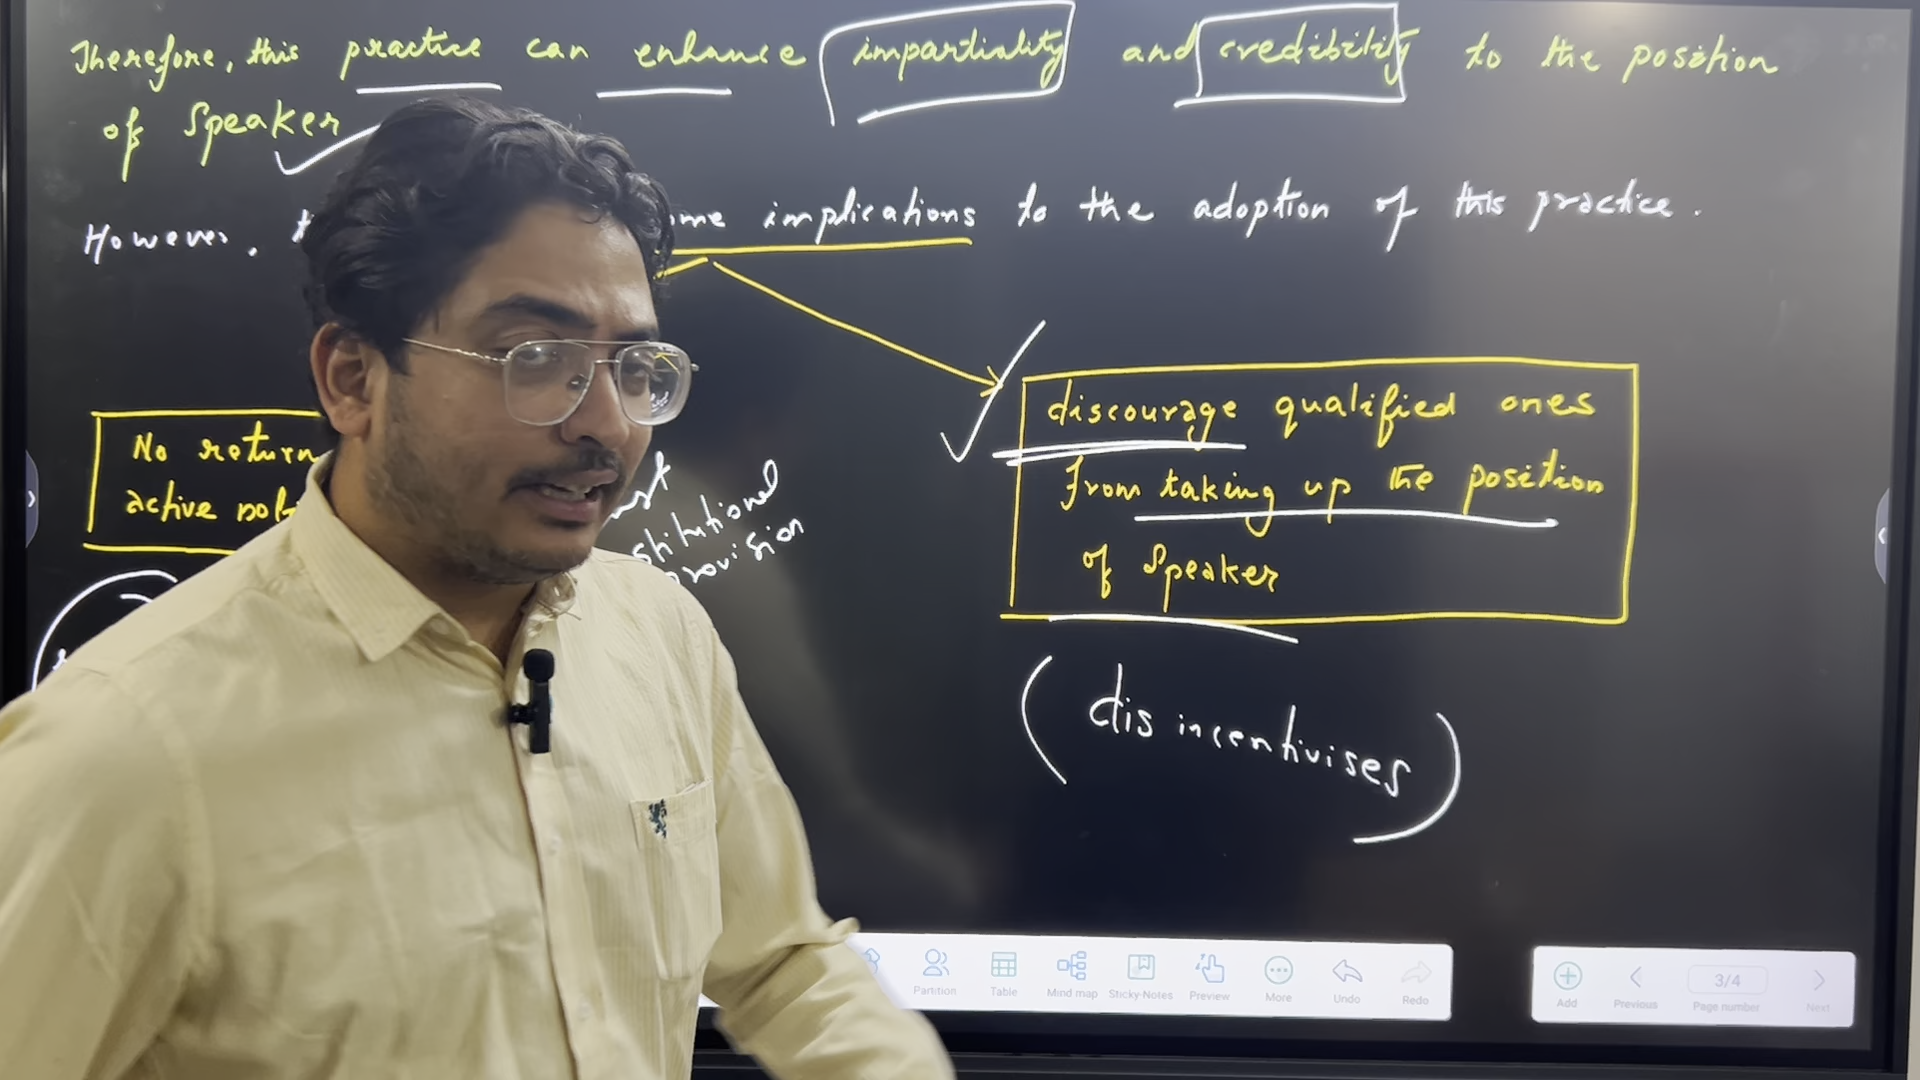 Therefore, this practice can enhance impartiality and credibility to the position
of Speaker
However, implications to the adoption of this practice.
No return
active
provision
discourage qualified ones
from taking up the position
of Speaker
(dis incentivises)
Partition Table Mind map Sticky-Notes Preview More Undo Redo
Add Previous 3/4 Page number Next